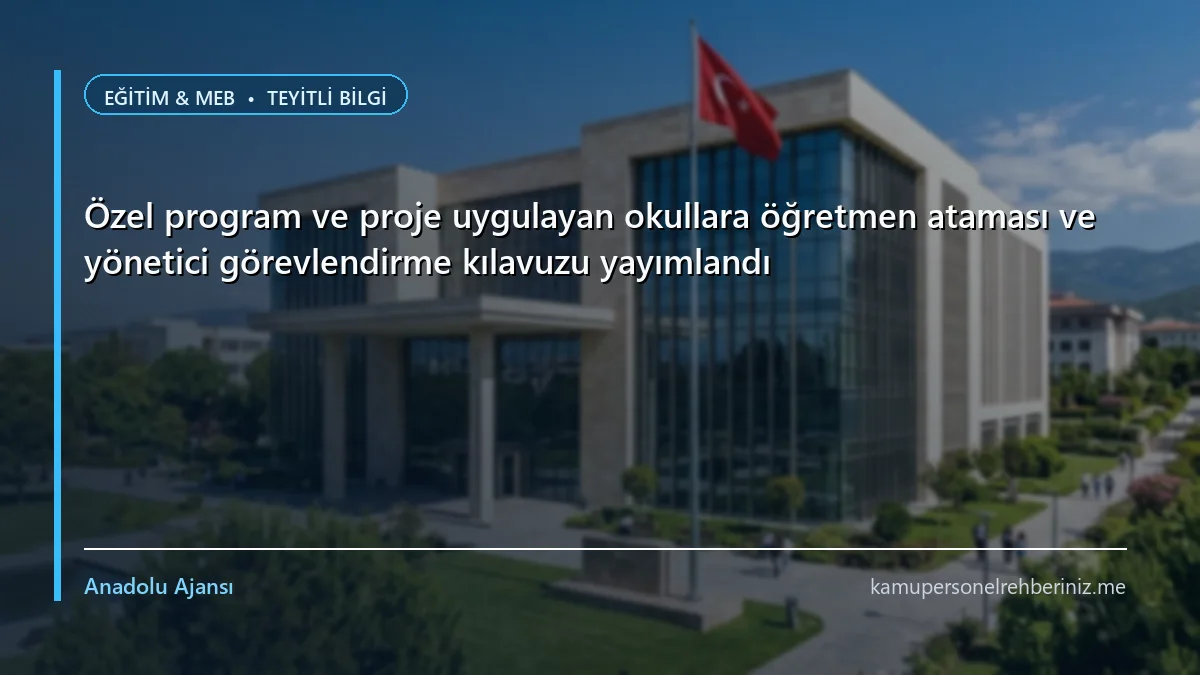 EĞİTİM & MEB • TEYİTLİ BİLGİ
Özel program ve proje uygulayan okullara öğretmen ataması ve
yönetici görevlendirme kılavuzu yayımlandı
Anadolu Ajansı
kamupersonelrehberiniz.me